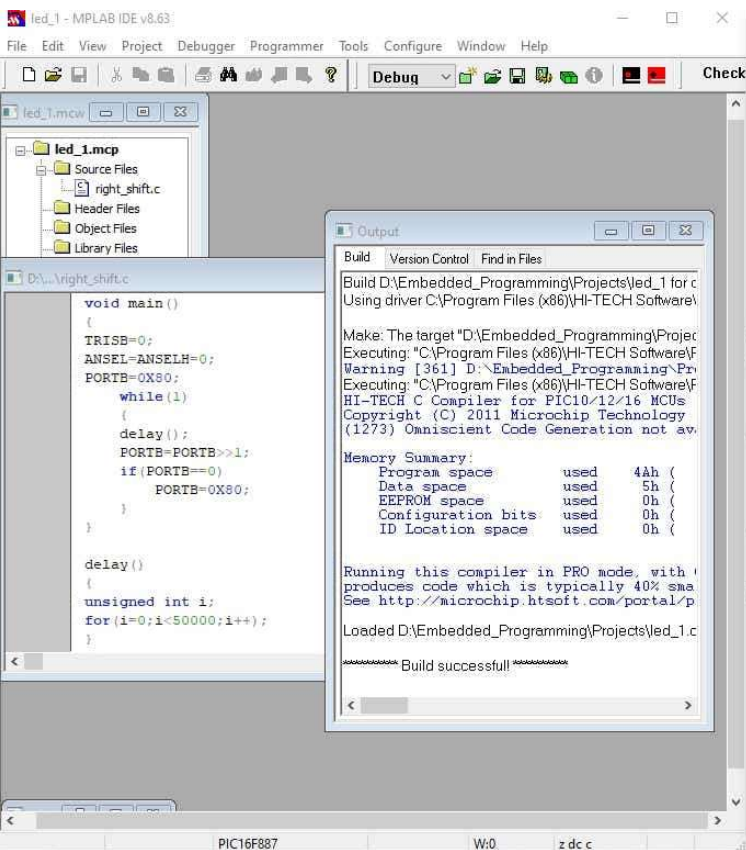 led_1 - MPLAB IDE v8.63
File Edit View Project Debugger Programmer Tools Configure Window Help
Debug
Check
led_1.mcw
led_1.mcp
Source Files
right_shift.c
Header Files
Object Files
Library Files
D:\...\right_shift.c
void main()
{
TRISB=0;
ANSEL=ANSELH=0;
PORTB=0X80;
while(1)
{
delay();
PORTB=PORTB>>1;
if(PORTB==0)
PORTB=0X80;
}
}
delay()
{
unsigned int i;
for(i=0;i<50000;i++);
}
Output
Build Version Control Find in Files
Build D:\Embedded_Programming\Projects\led_1 for
Using driver C:\Program Files (x86)\HI-TECH Software\
Make: The target "D:\Embedded_Programming\Projec
Executing: "C:\Program Files (x86)\HI-TECH Software\
Warning [361] D:\Embedded_Programming\Pr
Executing: "C:\Program Files (x86)\HI-TECH Software\
HI-TECH C Compiler for PIC10/12/16 MCUs
Copyright (C) 2011 Microchip Technology
(1273) Omniscient Code Generation not av
Memory Summary:
Program space used 4Ah (
Data space used 5h (
EEPROM space used 0h (
Configuration bits used 0h (
ID Location space used 0h (
Running this compiler in PRO mode, with
produces code which is typically 40% sma
See http://microchip.htsoft.com/portal/p
Loaded D:\Embedded_Programming\Projects\led_1.c
********** Build successful! **********
PIC16F887 W:0 z dc c